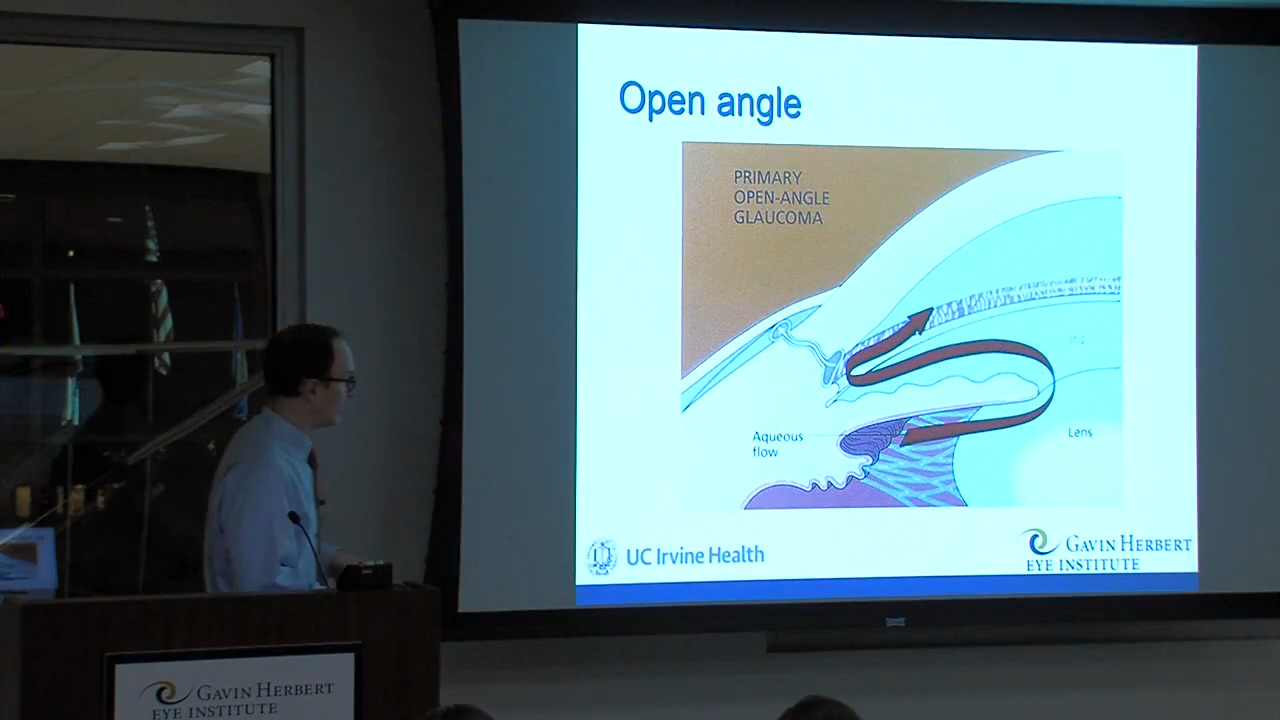 Open angle
PRIMARY
OPEN-ANGLE
GLAUCOMA
Iris
Aqueous
flow
Lens
UC Irvine Health
GAVIN HERBERT
EYE INSTITUTE
GAVIN HERBERT
EYE INSTITUTE